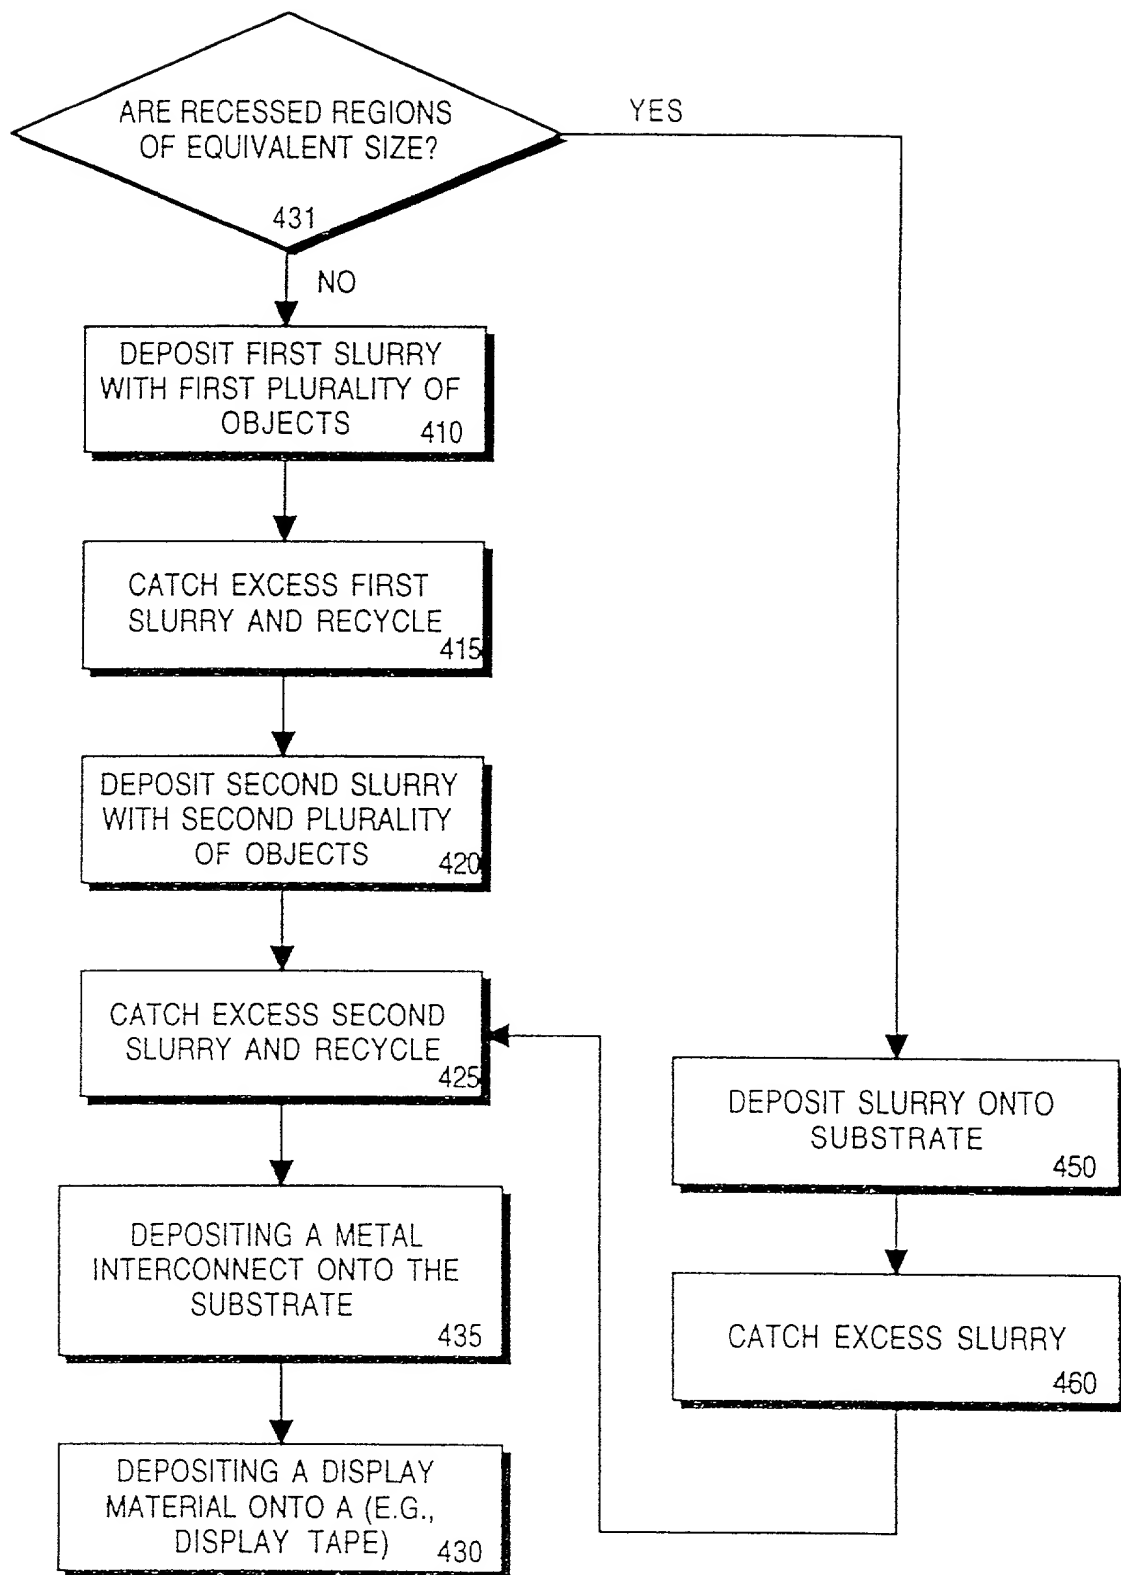 ARE RECESSED REGIONS
OF EQUIVALENT SIZE?
431
YES
NO
DEPOSIT FIRST SLURRY
WITH FIRST PLURALITY OF
OBJECTS 410
CATCH EXCESS FIRST
SLURRY AND RECYCLE
415
DEPOSIT SECOND SLURRY
WITH SECOND PLURALITY
OF OBJECTS 420
CATCH EXCESS SECOND
SLURRY AND RECYCLE
425
DEPOSITING A METAL
INTERCONNECT ONTO THE
SUBSTRATE
435
DEPOSITING A DISPLAY
MATERIAL ONTO A (E.G.,
DISPLAY TAPE) 430
DEPOSIT SLURRY ONTO
SUBSTRATE
450
CATCH EXCESS SLURRY
460